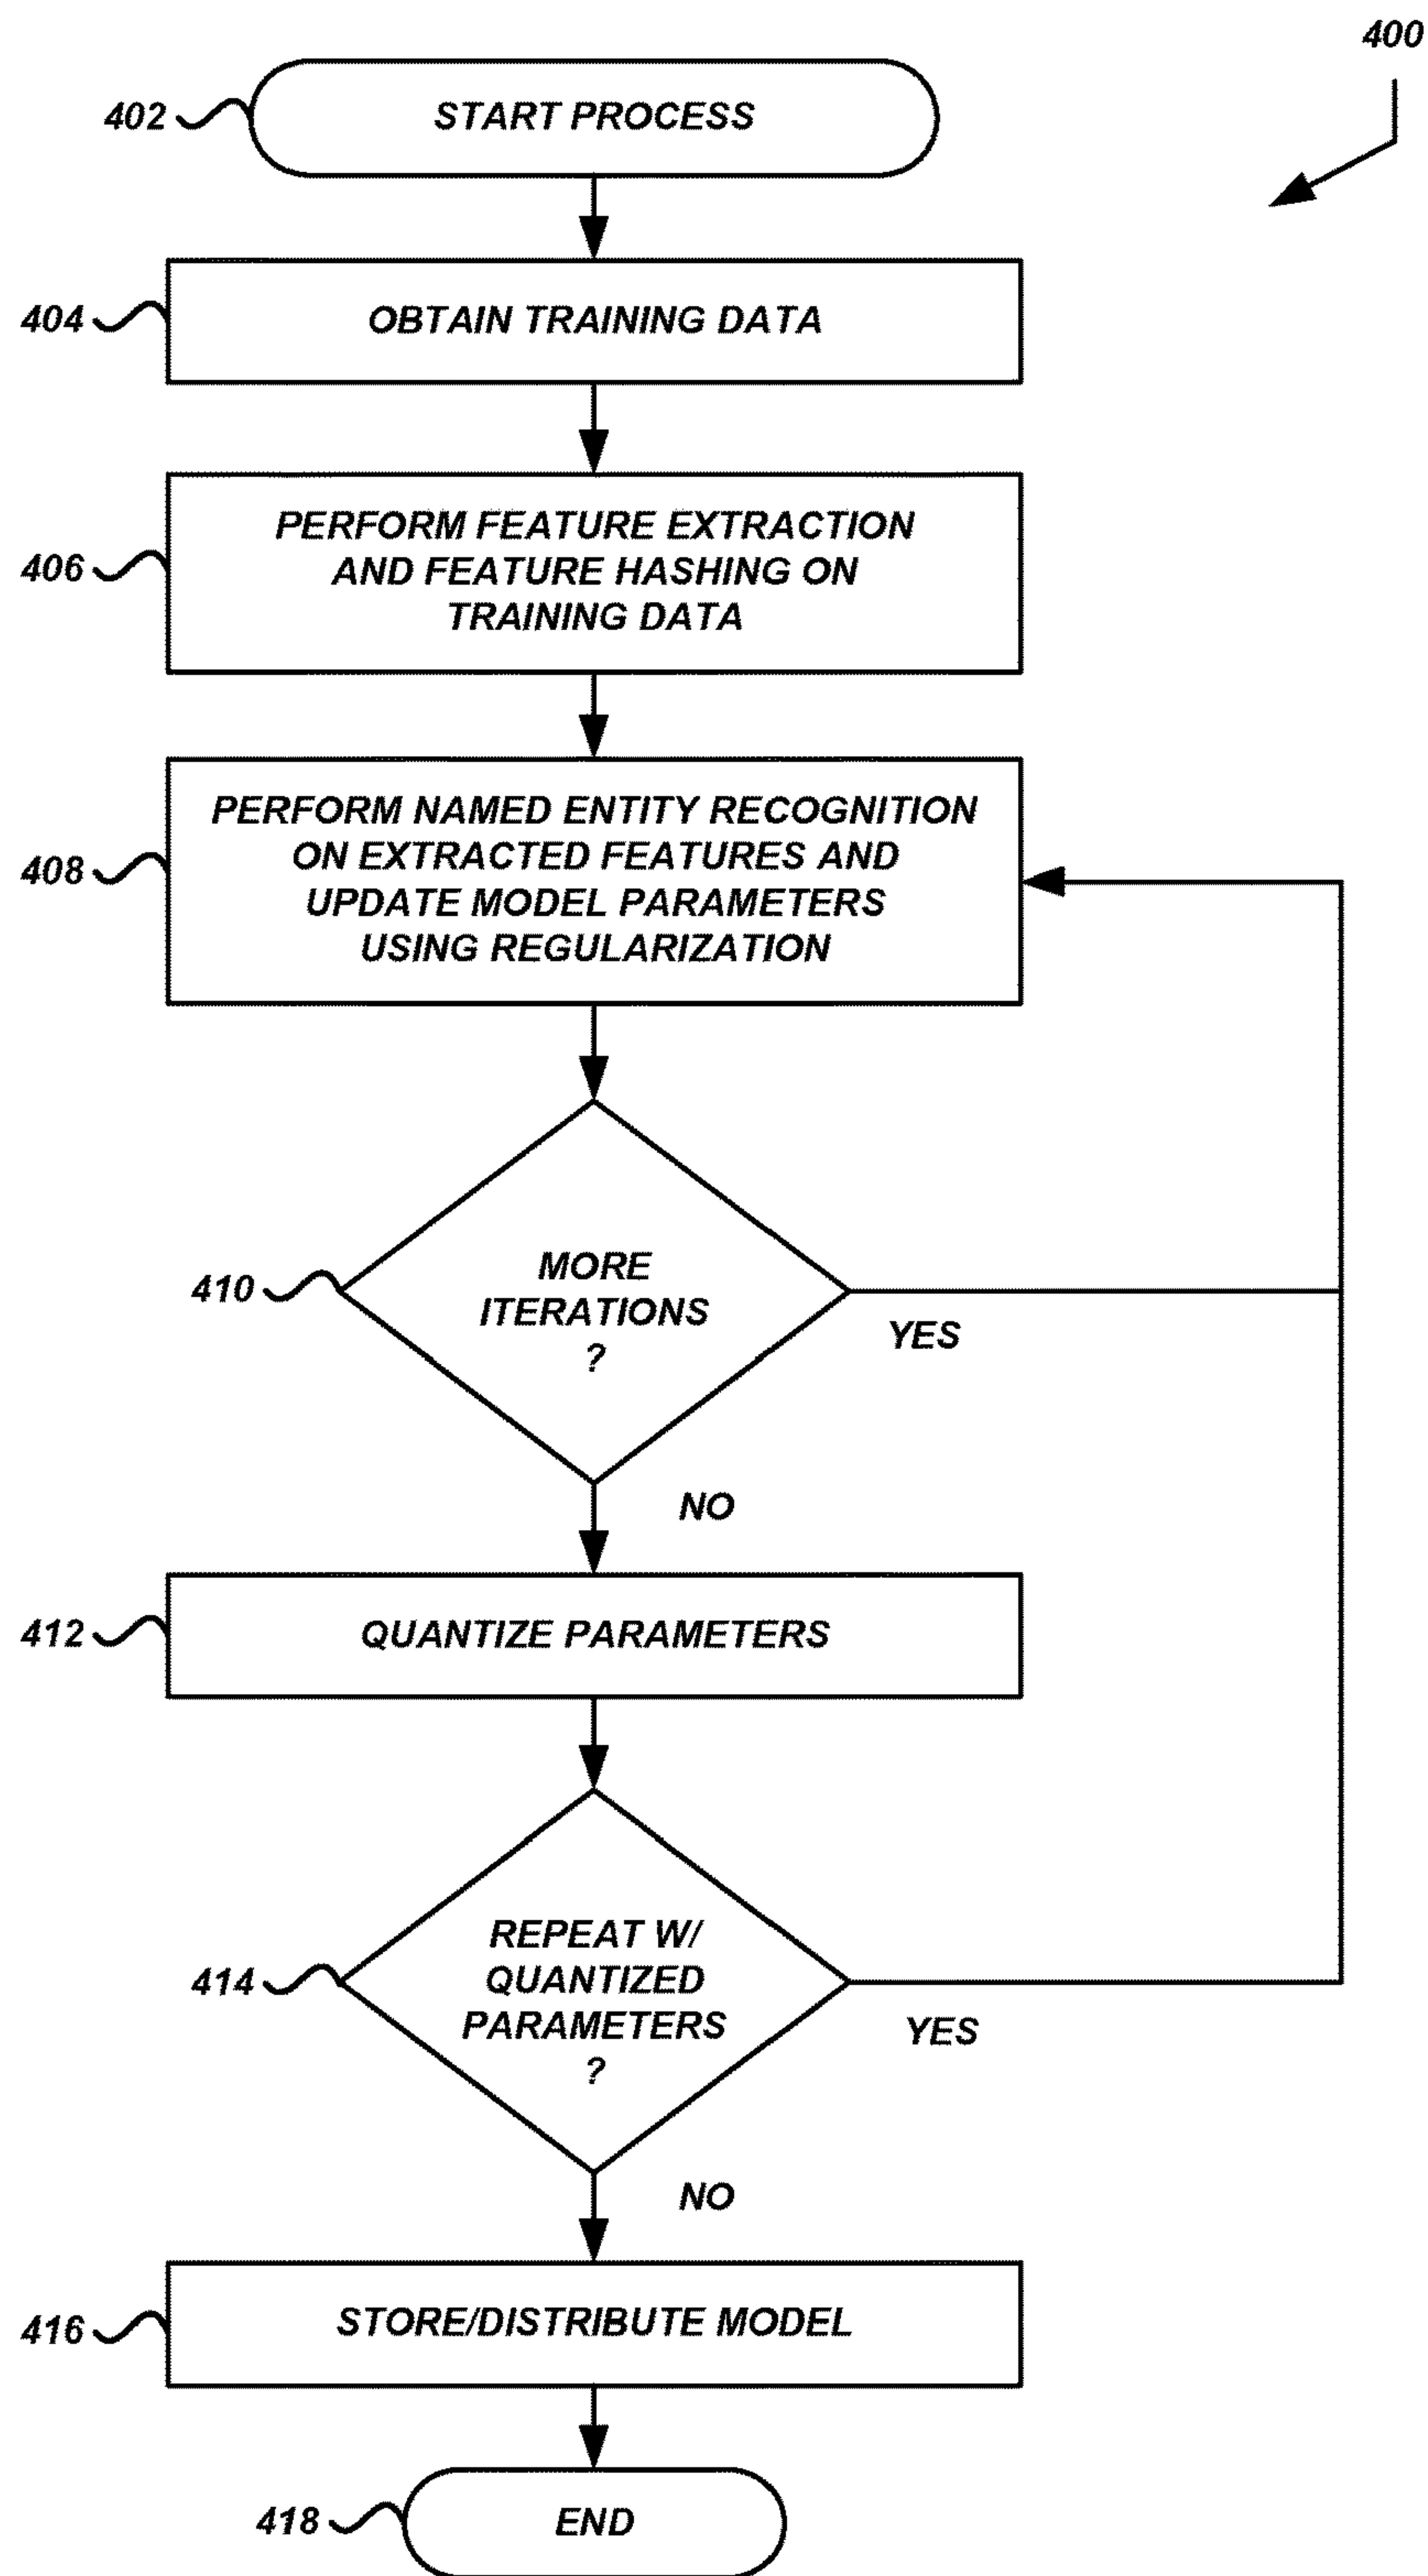 400
402
START PROCESS
404
OBTAIN TRAINING DATA
406
PERFORM FEATURE EXTRACTION
AND FEATURE HASHING ON
TRAINING DATA
408
PERFORM NAMED ENTITY RECOGNITION
ON EXTRACTED FEATURES AND
UPDATE MODEL PARAMETERS
USING REGULARIZATION
410
MORE
ITERATIONS
?
YES
NO
412
QUANTIZE PARAMETERS
414
REPEAT W/
QUANTIZED
PARAMETERS
?
YES
NO
416
STORE/DISTRIBUTE MODEL
418
END